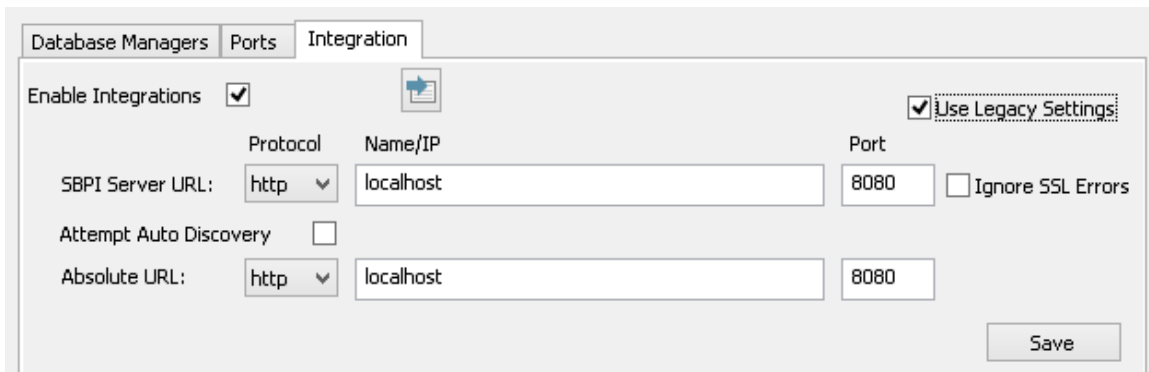 Database Managers Ports Integration
Enable Integrations Use Legacy Settings
Protocol Name/IP Port
SBPI Server URL: http localhost 8080 Ignore SSL Errors
Attempt Auto Discovery
Absolute URL: http localhost 8080
Save